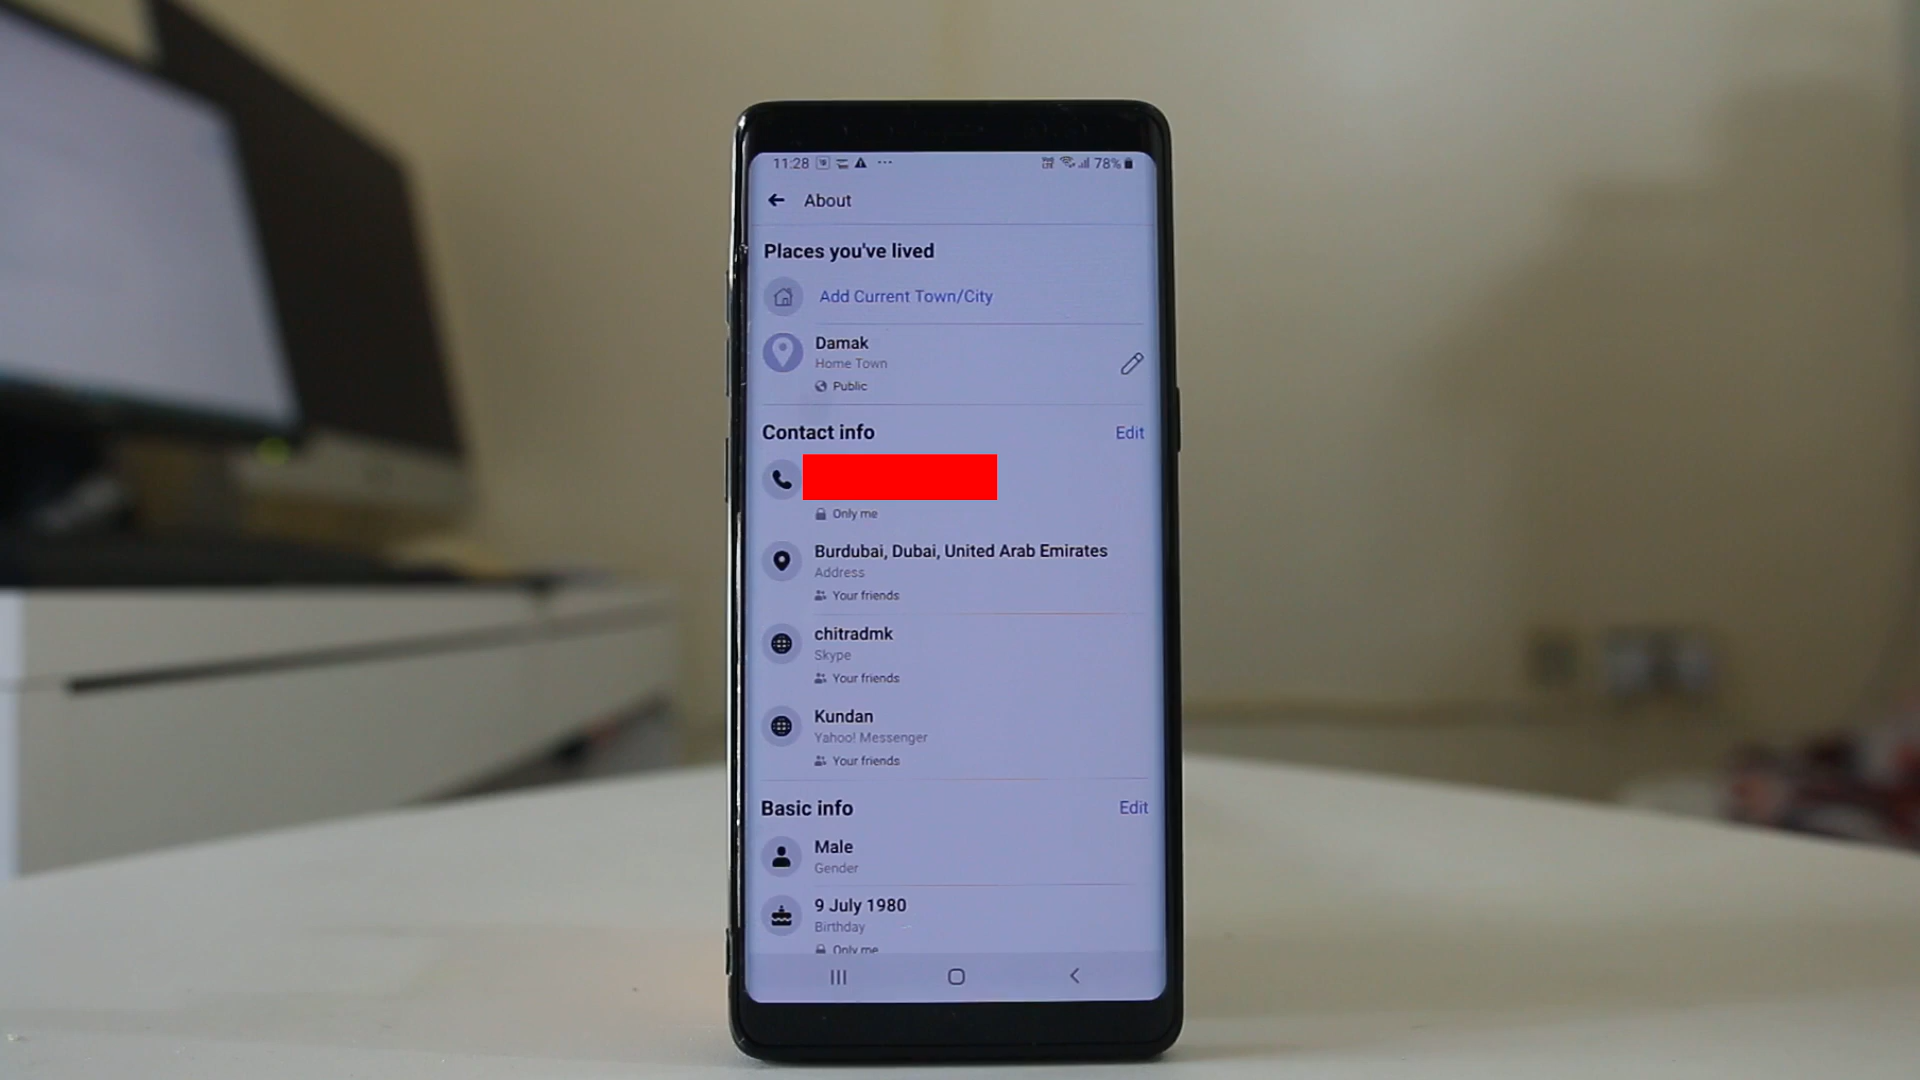 11:28 78%
About
Places you've lived
Add Current Town/City
Damak
Home Town
Public
Contact info Edit
Only me
Burdubai, Dubai, United Arab Emirates
Address
Your friends
chitradmk
Skype
Your friends
Kundan
Yahoo! Messenger
Your friends
Basic info Edit
Male
Gender
9 July 1980
Birthday
Only me